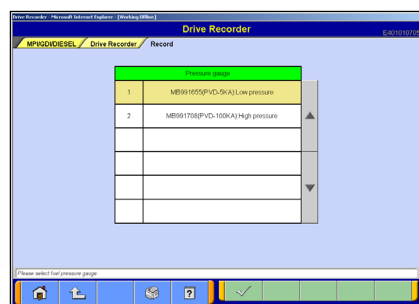 Drive Recorder - Microsoft Internet Explorer - [Working Offline]
Drive Recorder
E401010705
MPI/GDI/DIESEL Drive Recorder Record
Pressure gauge
1 MB991655(PVD-5KA):Low pressure
2 MB991708(PVD-100KA):High pressure
Please select fuel pressure gauge.
?